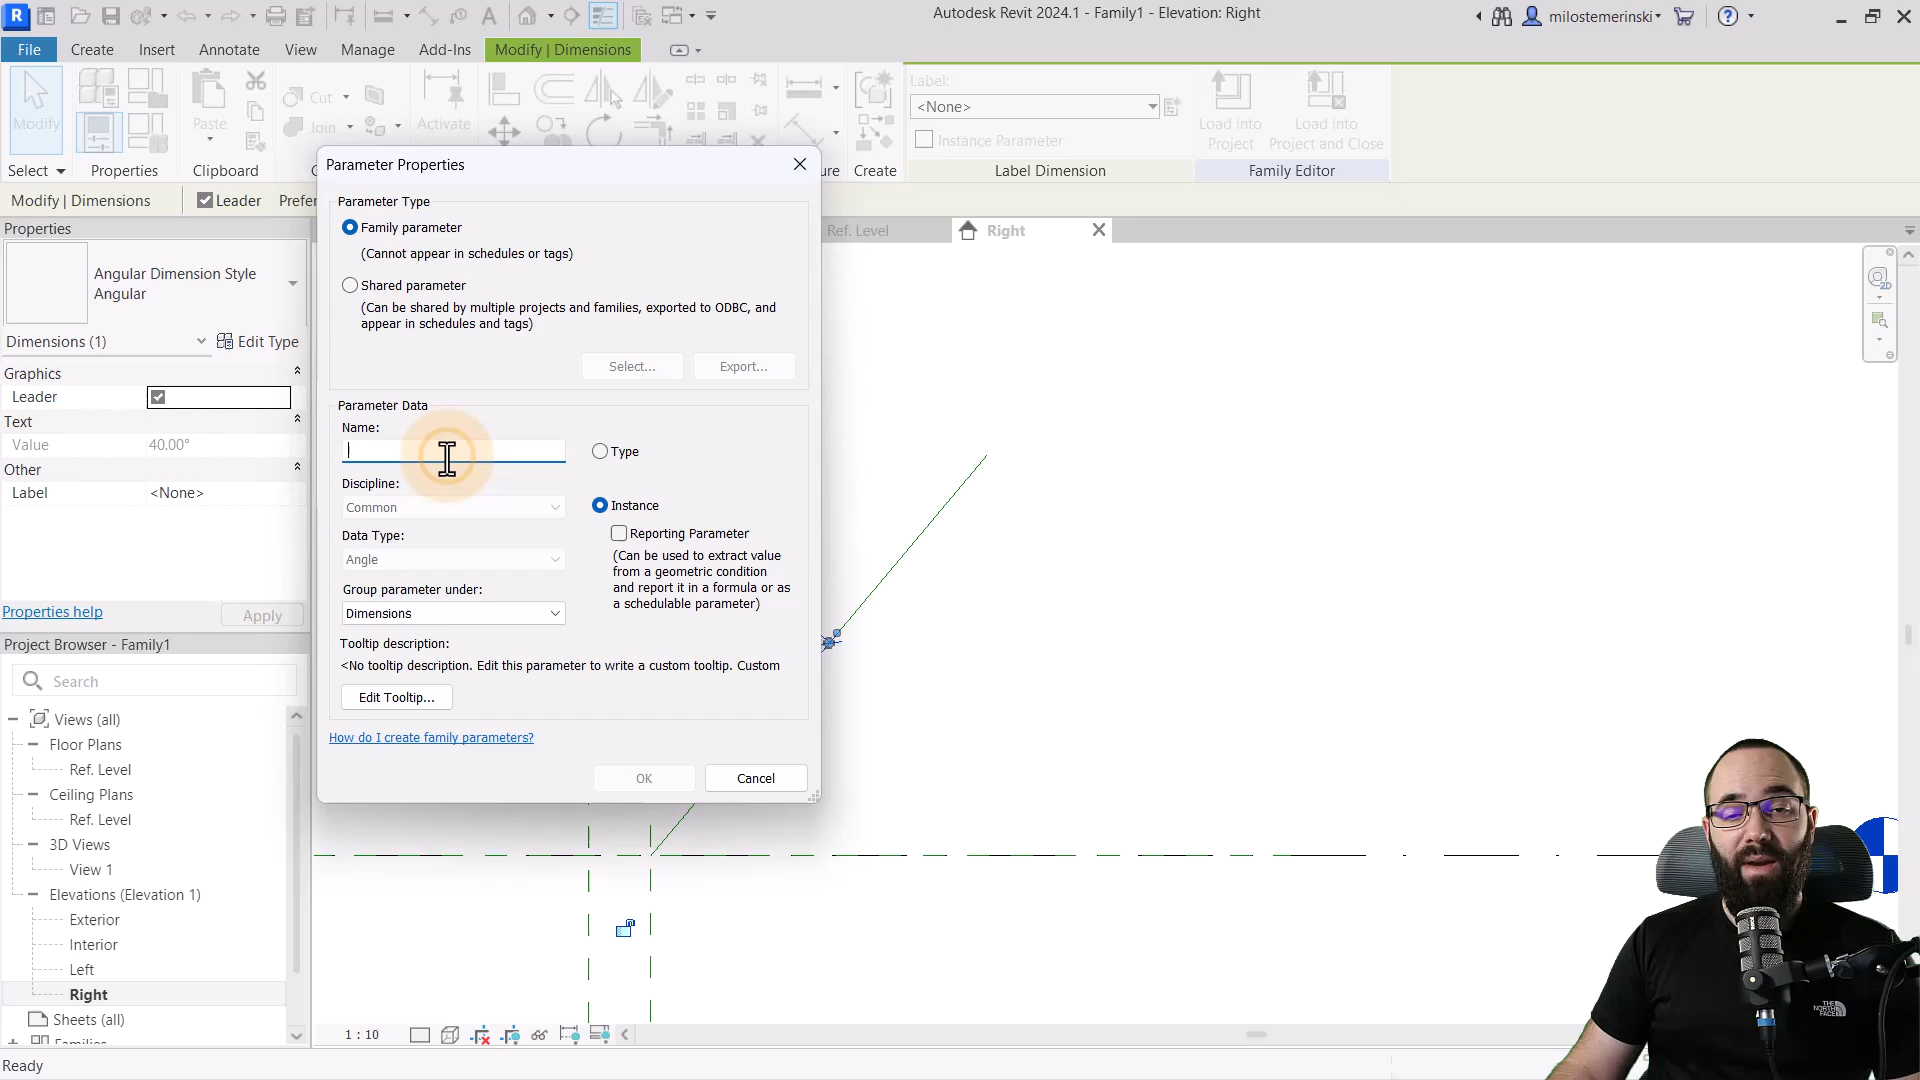 Autodesk Revit 2024.1 - Family1 - Elevation: Right
milostemerinski
File Create Insert Annotate View Manage Add-Ins Modify | Dimensions
Modify
Paste
Cut
Join
Activate
Label:
<None>
Instance Parameter
Load into
Project
Load into
Project and Close
Select Properties Clipboard
ure Create Label Dimension Family Editor
Modify | Dimensions Leader Prefer
Properties
Angular Dimension Style
Angular
Dimensions (1) Edit Type
Graphics
Leader
Text
Value 40.00°
Other
Label <None>
Properties help Apply
Project Browser - Family1
Search
Views (all)
Floor Plans
Ref. Level
Ceiling Plans
Ref. Level
3D Views
View 1
Elevations (Elevation 1)
Exterior
Interior
Left
Right
Sheets (all)
Families
Ready
Ref. Level
Right
2D
Parameter Properties
Parameter Type
Family parameter
(Cannot appear in schedules or tags)
Shared parameter
(Can be shared by multiple projects and families, exported to ODBC, and
appear in schedules and tags)
Select... Export...
Parameter Data
Name:
Type
Discipline:
Common
Instance
Data Type:
Angle
Reporting Parameter
(Can be used to extract value
from a geometric condition
and report it in a formula or as
a schedulable parameter)
Group parameter under:
Dimensions
Tooltip description:
<No tooltip description. Edit this parameter to write a custom tooltip. Custom
Edit Tooltip...
How do I create family parameters?
OK Cancel
1 : 10
THE
NORTH
FACE